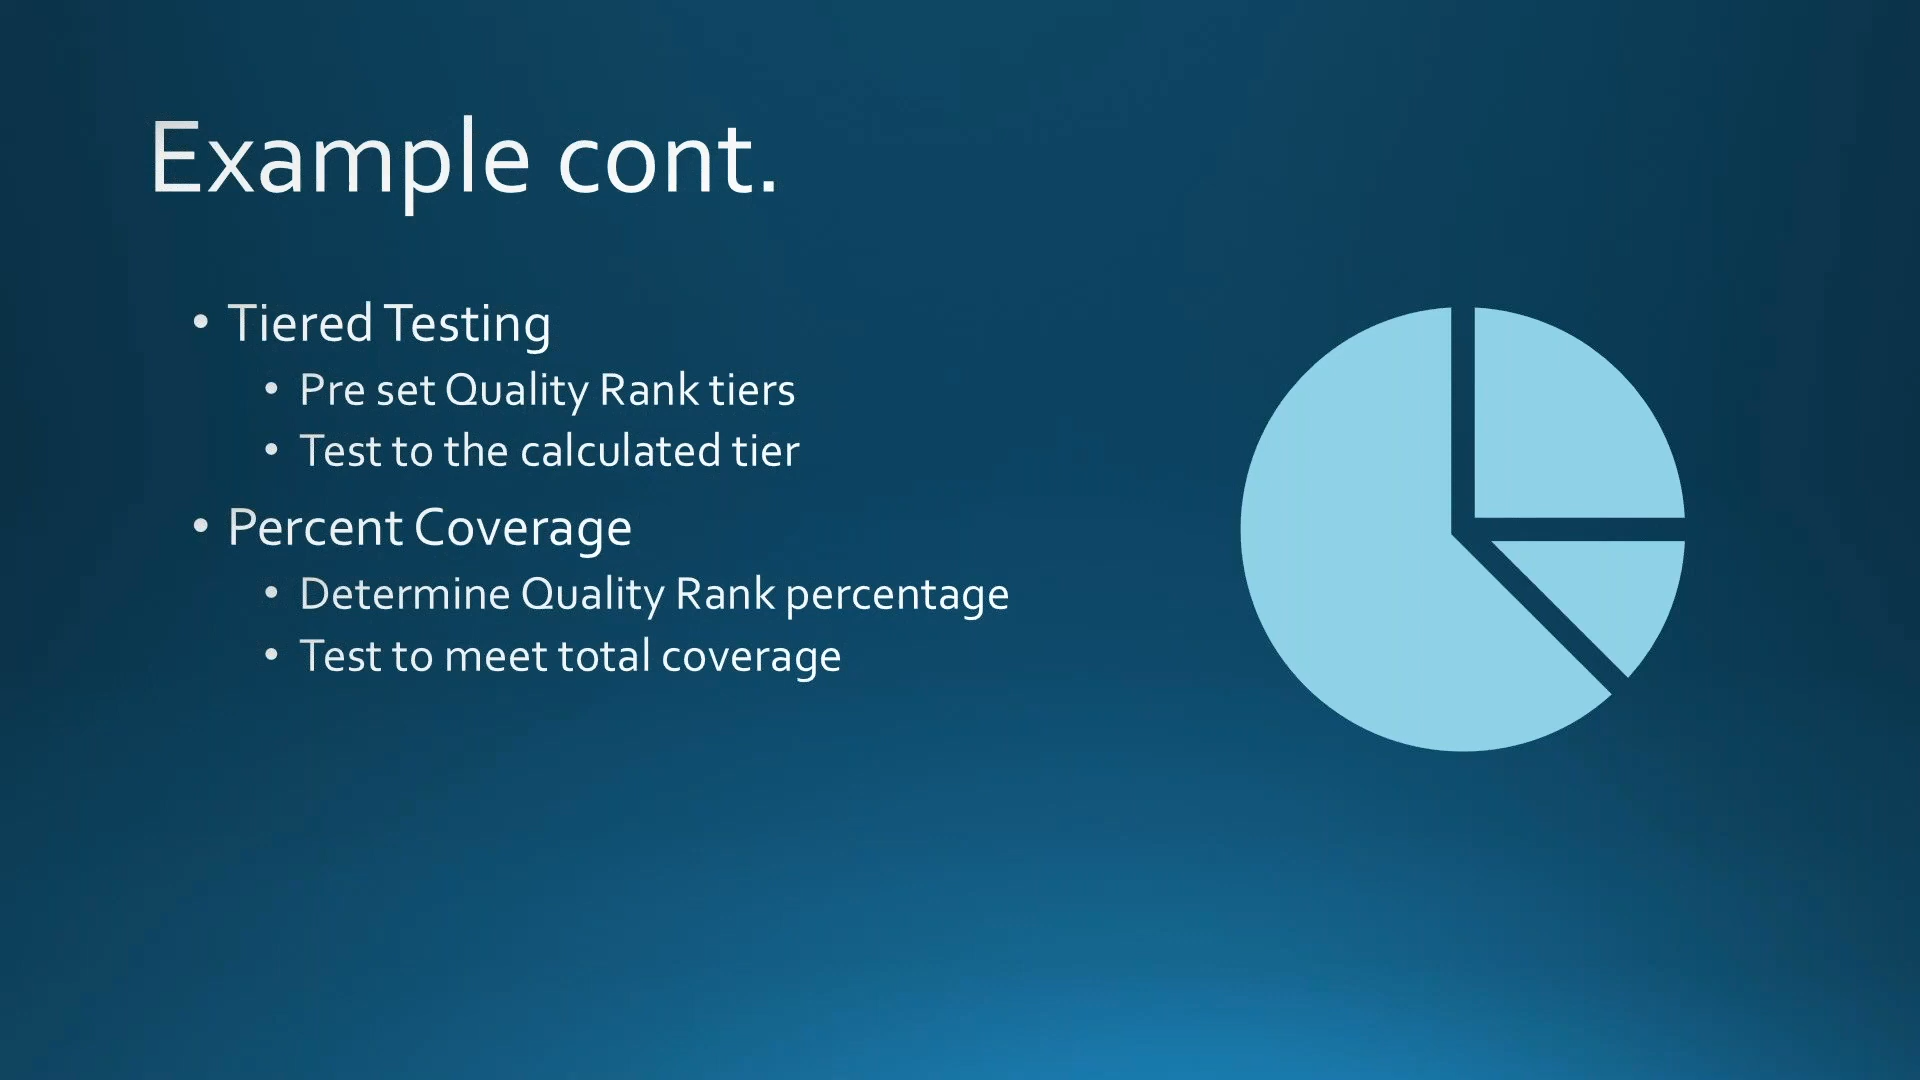 Example cont.
• Tiered Testing
• Pre set Quality Rank tiers
• Test to the calculated tier
• Percent Coverage
• Determine Quality Rank percentage
• Test to meet total coverage